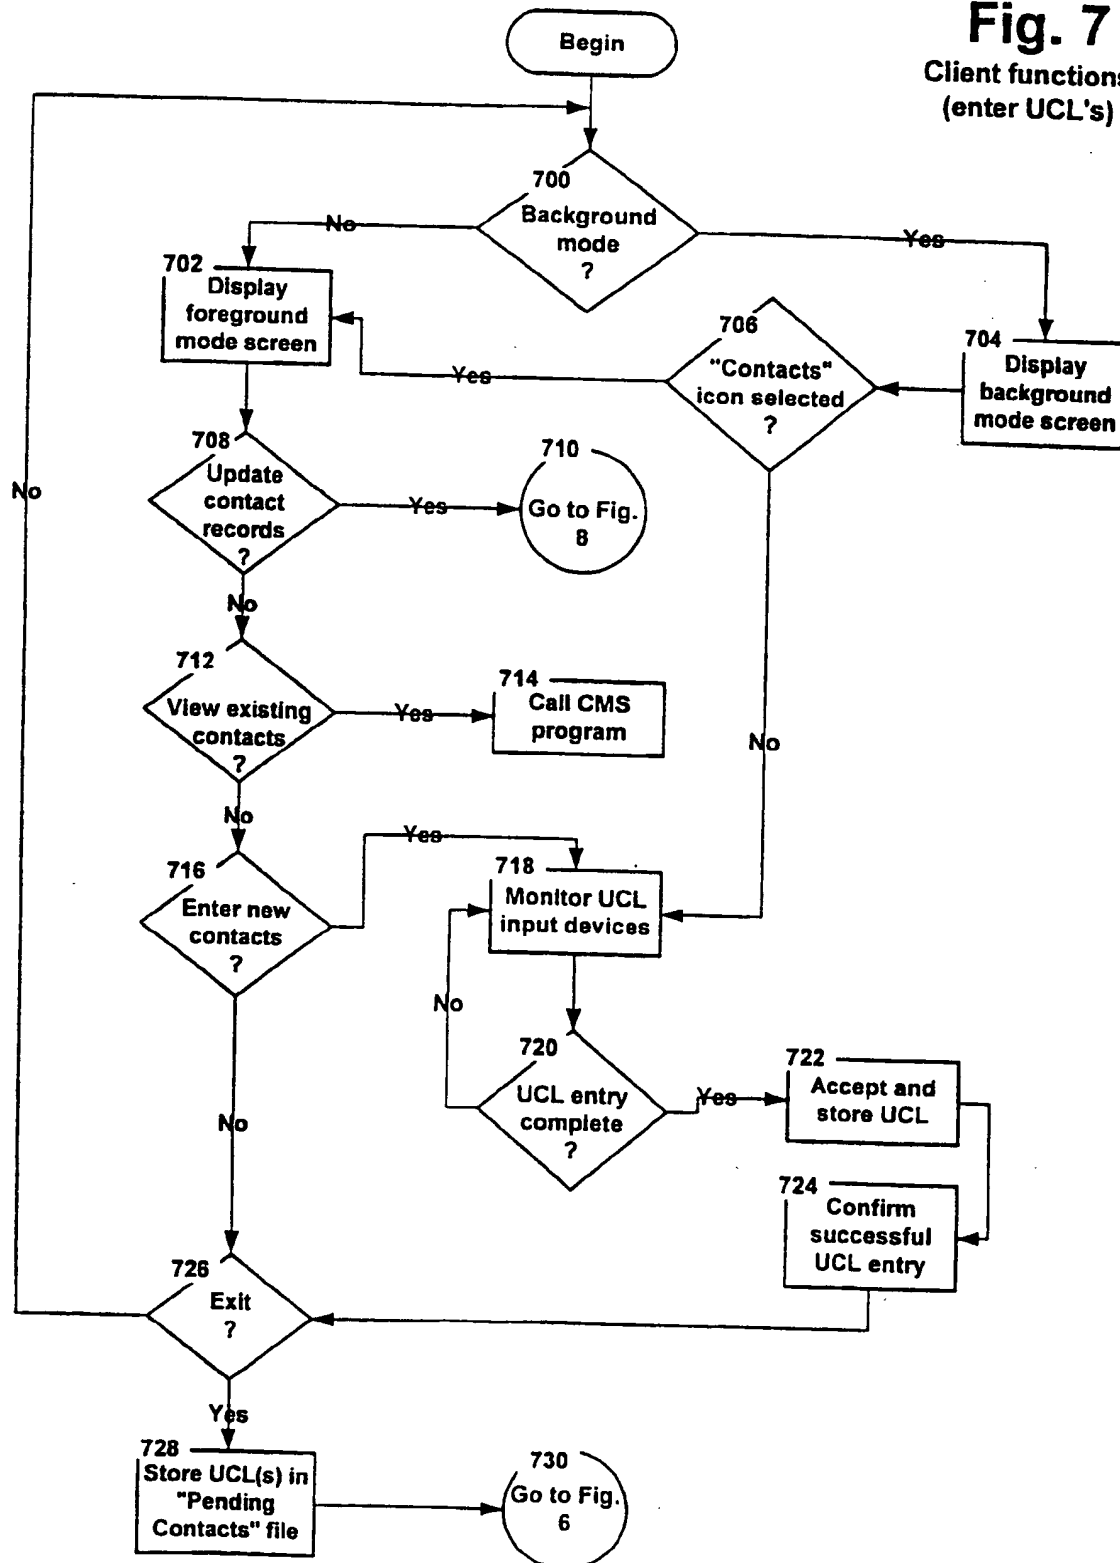 Fig. 7
Client functions
(enter UCL's)
Begin
700
Background
mode
?
No
Yes
702
Display
foreground
mode screen
706
"Contacts"
icon selected
?
704
Display
background
mode screen
Yes
708
Update
contact
records
?
Yes
710
Go to Fig.
8
No
No
712
View existing
contacts
?
Yes
714
Call CMS
program
No
No
716
Enter new
contacts
?
Yes
718
Monitor UCL
input devices
No
720
UCL entry
complete
?
Yes
722
Accept and
store UCL
No
724
Confirm
successful
UCL entry
726
Exit
?
Yes
728
Store UCL(s) in
"Pending
Contacts" file
730
Go to Fig.
6